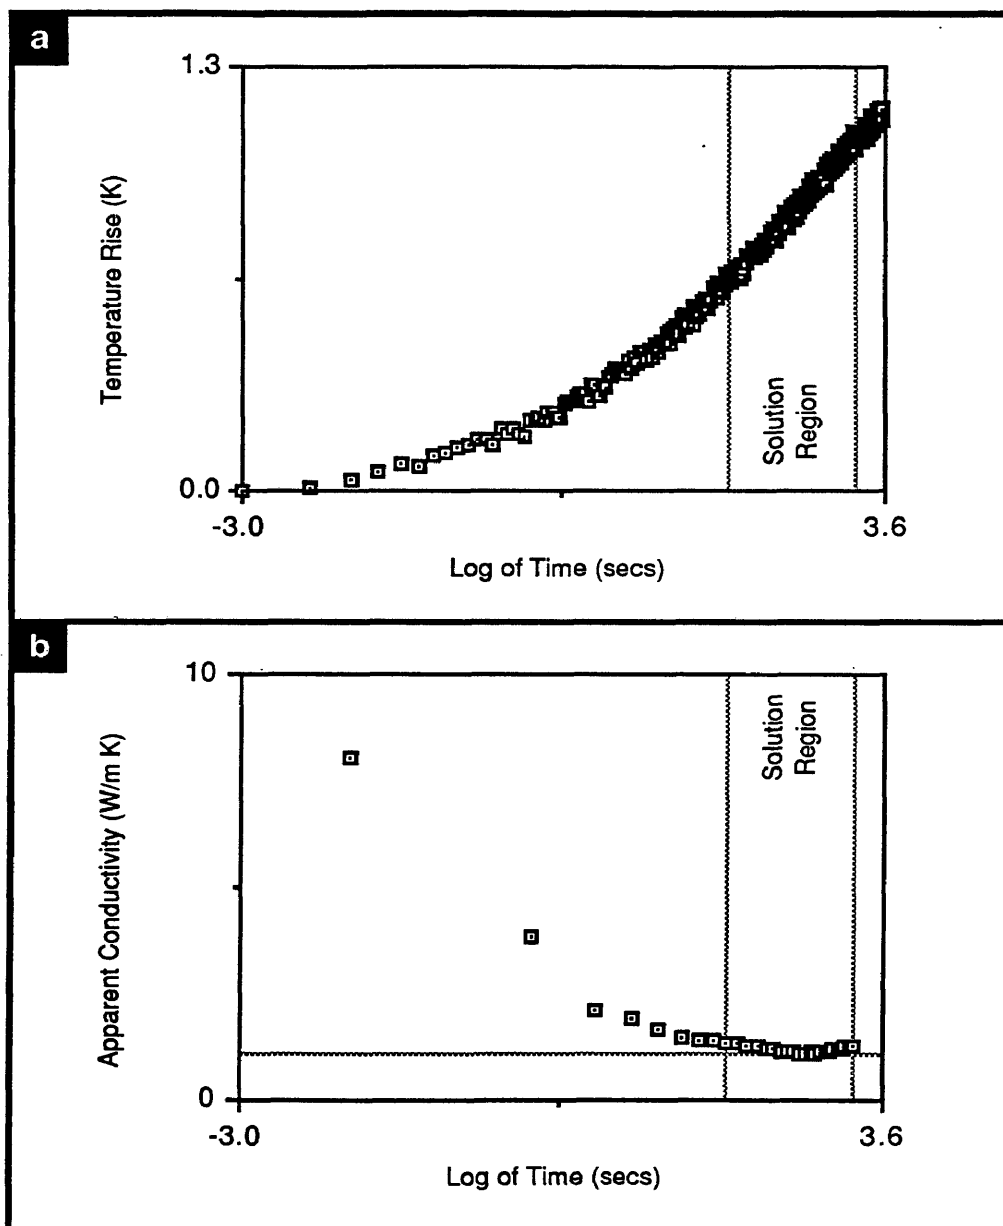 a
1.3
Temperature Rise (K)
Solution
Region
0.0
-3.0
3.6
Log of Time (secs)
b
10
Apparent Conductivity (W/m K)
Solution
Region
0
-3.0
3.6
Log of Time (secs)